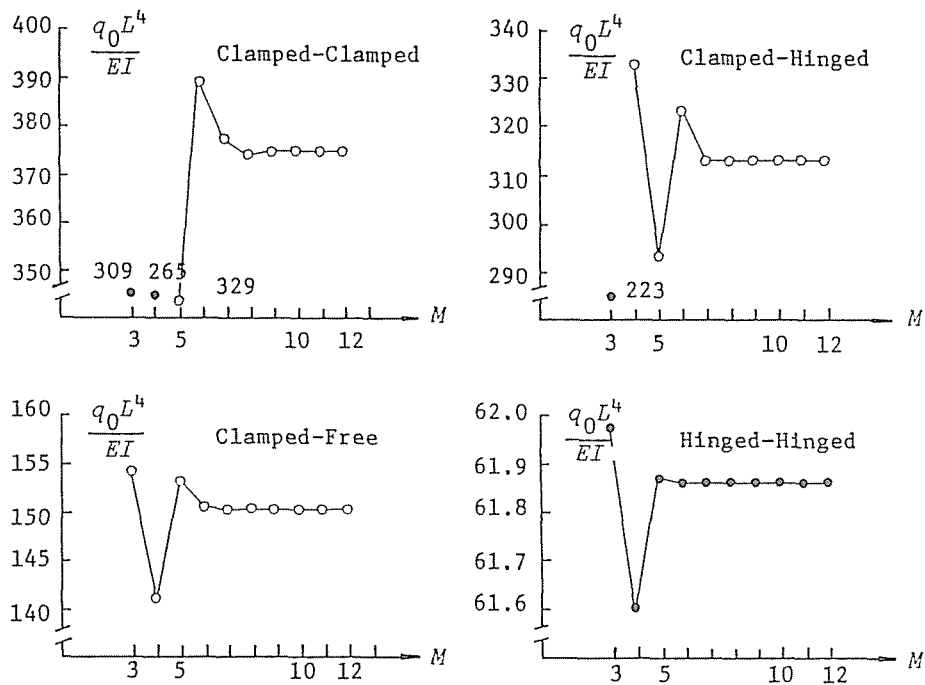 400
390
380
370
360
350
q₀L⁴
EI
Clamped-Clamped
309
265
329
3 5 10 12
M
340
330
320
310
300
290
q₀L⁴
EI
Clamped-Hinged
223
3 5 10 12
M
160
155
150
145
140
q₀L⁴
EI
Clamped-Free
3 5 10 12
M
62.0
61.9
61.8
61.7
61.6
q₀L⁴
EI
Hinged-Hinged
3 5 10 12
M